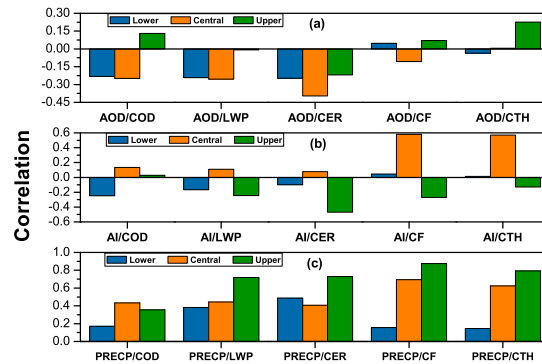 0.30
Lower Central Upper (a)
0.15
0.00
-0.15
-0.30
-0.45
AOD/COD AOD/LWP AOD/CER AOD/CF AOD/CTH
0.6
Lower Central Upper (b)
0.4
0.2
0.0
-0.2
-0.4
-0.6
AI/COD AI/LWP AI/CER AI/CF AI/CTH
Correlation
1.0
Lower Central Upper (c)
0.8
0.6
0.4
0.2
0.0
PRECP/COD PRECP/LWP PRECP/CER PRECP/CF PRECP/CTH